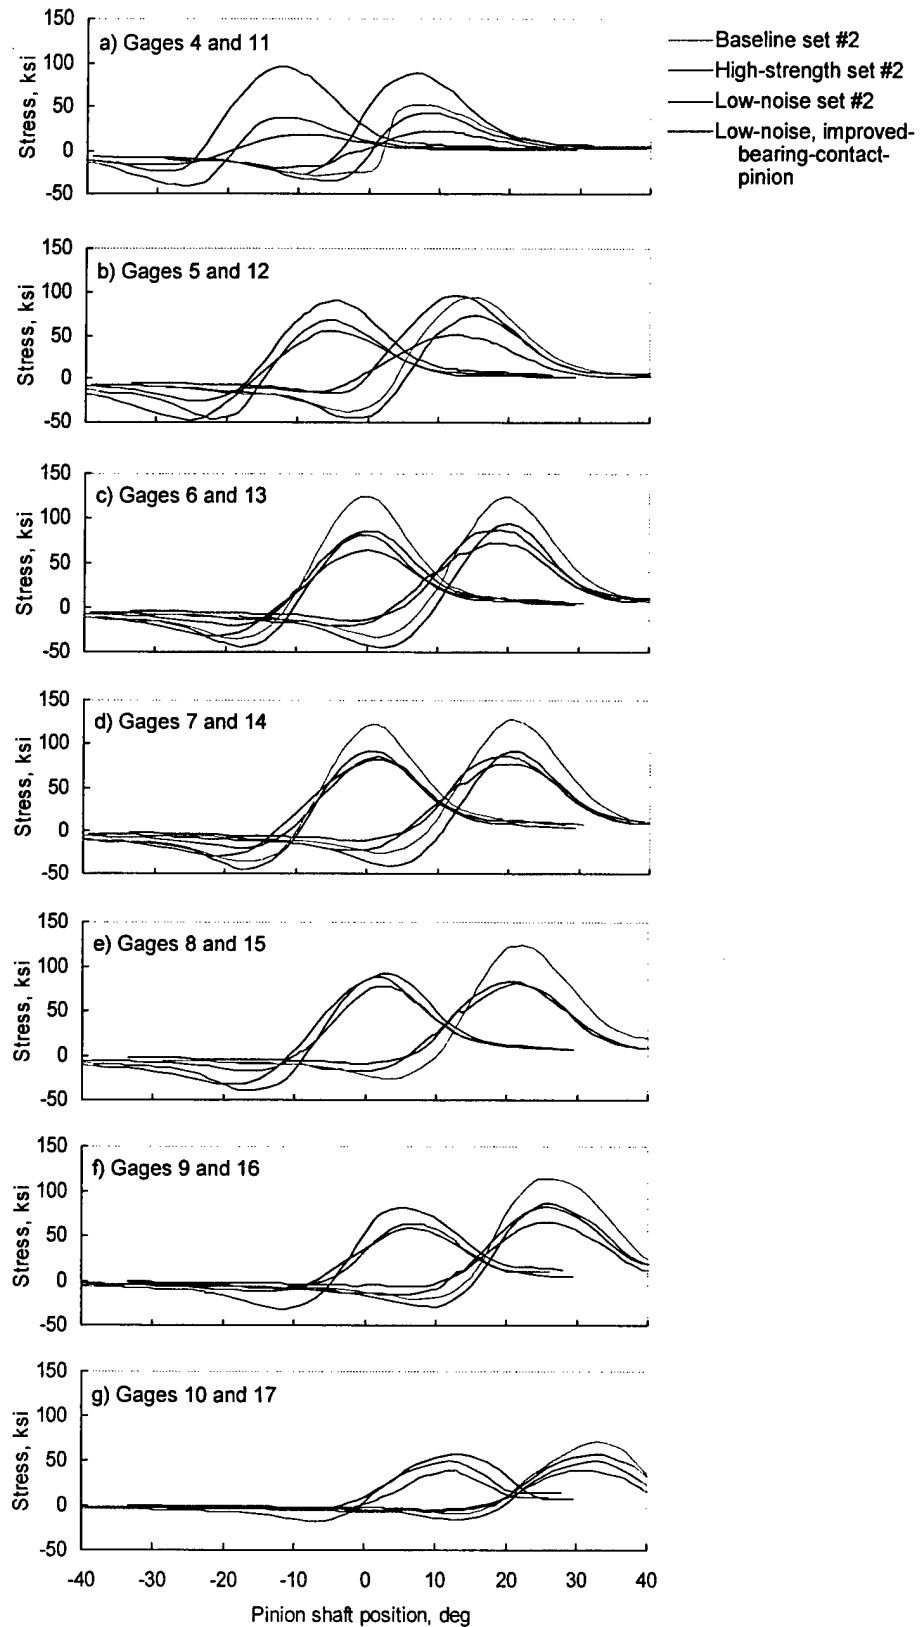 a) Gages 4 and 11
Stress, ksi
150
100
50
0
-50
Baseline set #2
High-strength set #2
Low-noise set #2
Low-noise, improved-
bearing-contact-
pinion
b) Gages 5 and 12
Stress, ksi
150
100
50
0
-50
c) Gages 6 and 13
Stress, ksi
150
100
50
0
-50
d) Gages 7 and 14
Stress, ksi
150
100
50
0
-50
e) Gages 8 and 15
Stress, ksi
150
100
50
0
-50
f) Gages 9 and 16
Stress, ksi
150
100
50
0
-50
g) Gages 10 and 17
Stress, ksi
150
100
50
0
-50
-40 -30 -20 -10 0 10 20 30 40
Pinion shaft position, deg